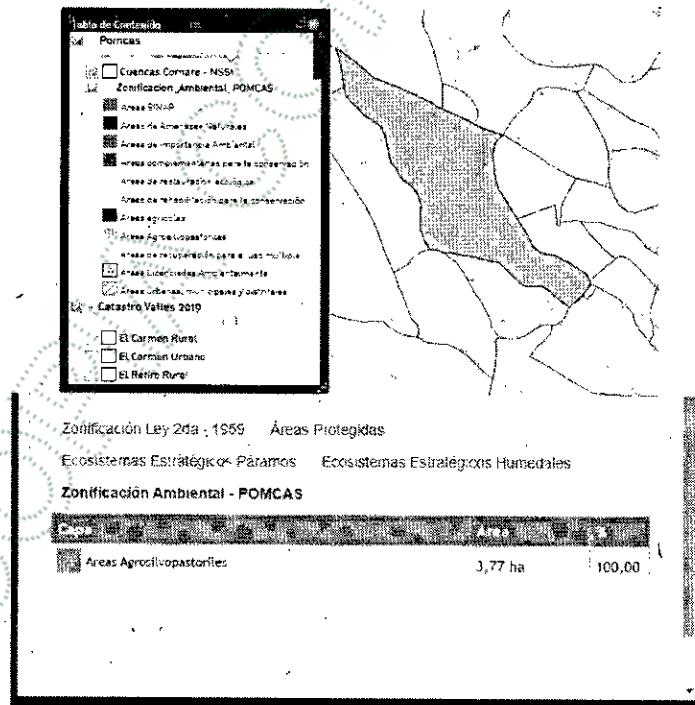 Tabla de Contenido
Pomcas
Cuencas Cornare - NSS
Zonificacion Ambiental POMCAS
Areas SINAP
Areas de Amenazas Naturales
Areas de Importancia Ambiental
Areas complementarias para la conservación
Areas de restauración ecológica
Areas de rehabilitación para la conservación
Areas agrícolas
Areas Agrosilvopastoriles
Areas de recuperación para el uso múltiple
Areas Licenciadas Ambientalmente
Areas urbanas, municipales y distritales
Catastro Valles 2019
El Carmen Rural
El Carmen Urbano
El Retiro Rural
Zonificación Ley 2da - 1959 Áreas Protegidas
Ecosistemas Estratégicos Páramos Ecosistemas Estratégicos Humedales
Zonificación Ambiental - POMCAS
Area %
Areas Agrosilvopastoriles 3,77 ha 100,00